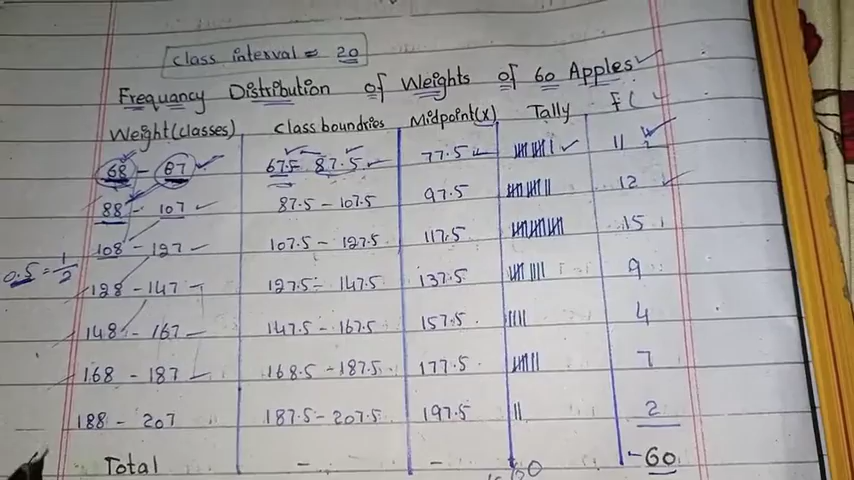 class interval = 20
Frequancy Distribution of Weights of 60 Apples
Weight(classes) Class boundries Midpoint(x) Tally f(
68 - 87 67.5 - 87.5 77.5 11
88 - 107 87.5 - 107.5 97.5 12
108 - 127 107.5 - 127.5 117.5 15
0.5 = 1/2
128 - 147 127.5 - 147.5 137.5 9
148 - 167 147.5 - 167.5 157.5 4
168 - 187 168.5 - 187.5 177.5 7
188 - 207 187.5 - 207.5 197.5 2
Total - - 60